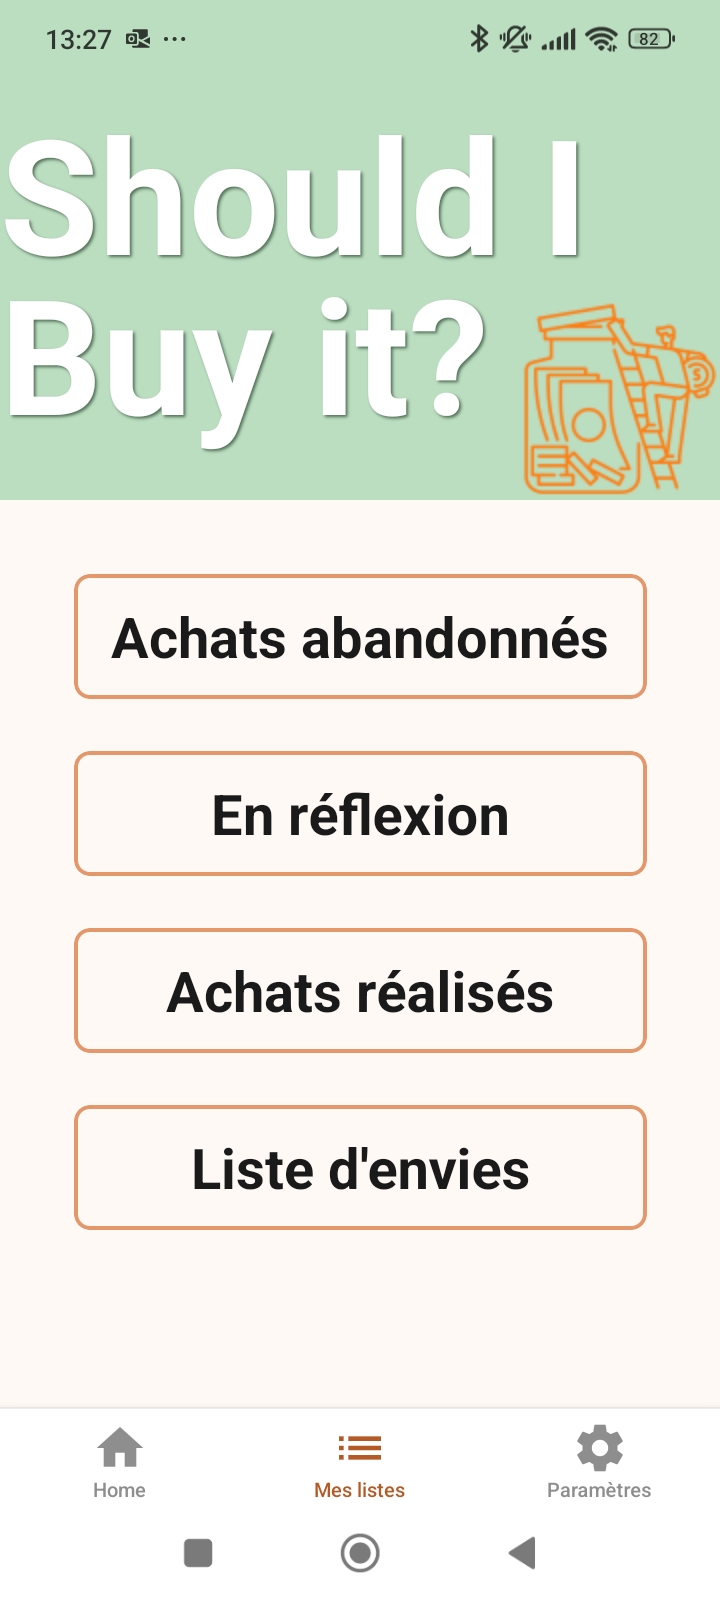 13:27
82
Should I
Buy it?
Achats abandonnés
En réflexion
Achats réalisés
Liste d'envies
Home
Mes listes
Paramètres